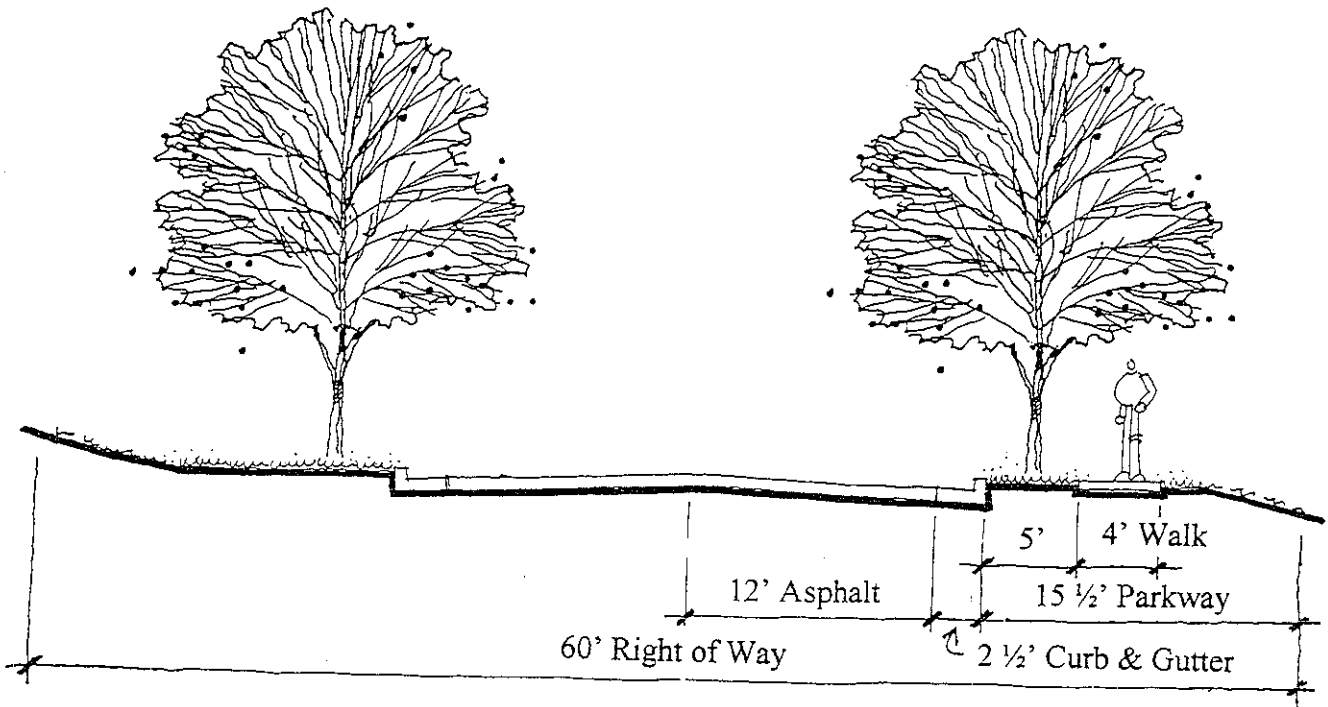 5’ 4’ Walk
12’ Asphalt 15 ½’ Parkway
60’ Right of Way 2 ½’ Curb & Gutter